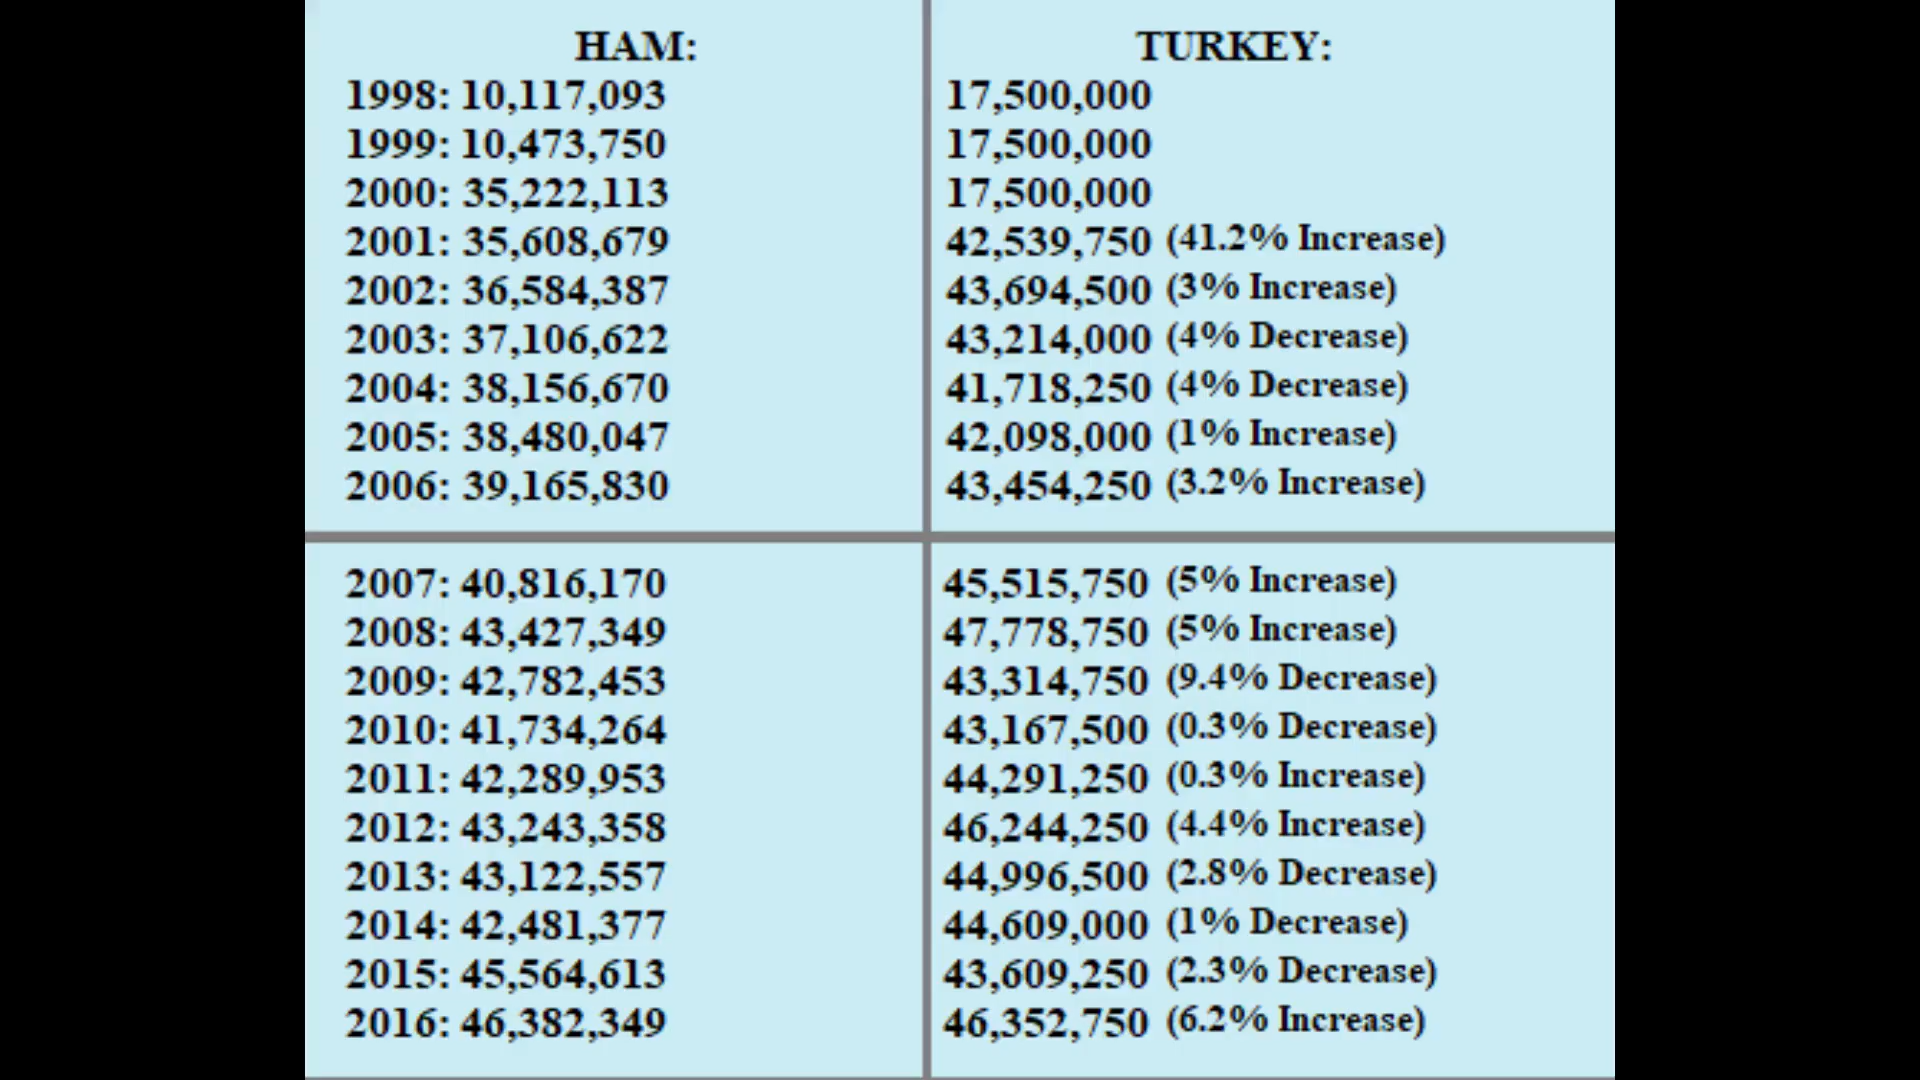 HAM:
1998: 10,117,093
1999: 10,473,750
2000: 35,222,113
2001: 35,608,679
2002: 36,584,387
2003: 37,106,622
2004: 38,156,670
2005: 38,480,047
2006: 39,165,830
TURKEY:
17,500,000
17,500,000
17,500,000
42,539,750 (41.2% Increase)
43,694,500 (3% Increase)
43,214,000 (4% Decrease)
41,718,250 (4% Decrease)
42,098,000 (1% Increase)
43,454,250 (3.2% Increase)
2007: 40,816,170
2008: 43,427,349
2009: 42,782,453
2010: 41,734,264
2011: 42,289,953
2012: 43,243,358
2013: 43,122,557
2014: 42,481,377
2015: 45,564,613
2016: 46,382,349
45,515,750 (5% Increase)
47,778,750 (5% Increase)
43,314,750 (9.4% Decrease)
43,167,500 (0.3% Decrease)
44,291,250 (0.3% Increase)
46,244,250 (4.4% Increase)
44,996,500 (2.8% Decrease)
44,609,000 (1% Decrease)
43,609,250 (2.3% Decrease)
46,352,750 (6.2% Increase)